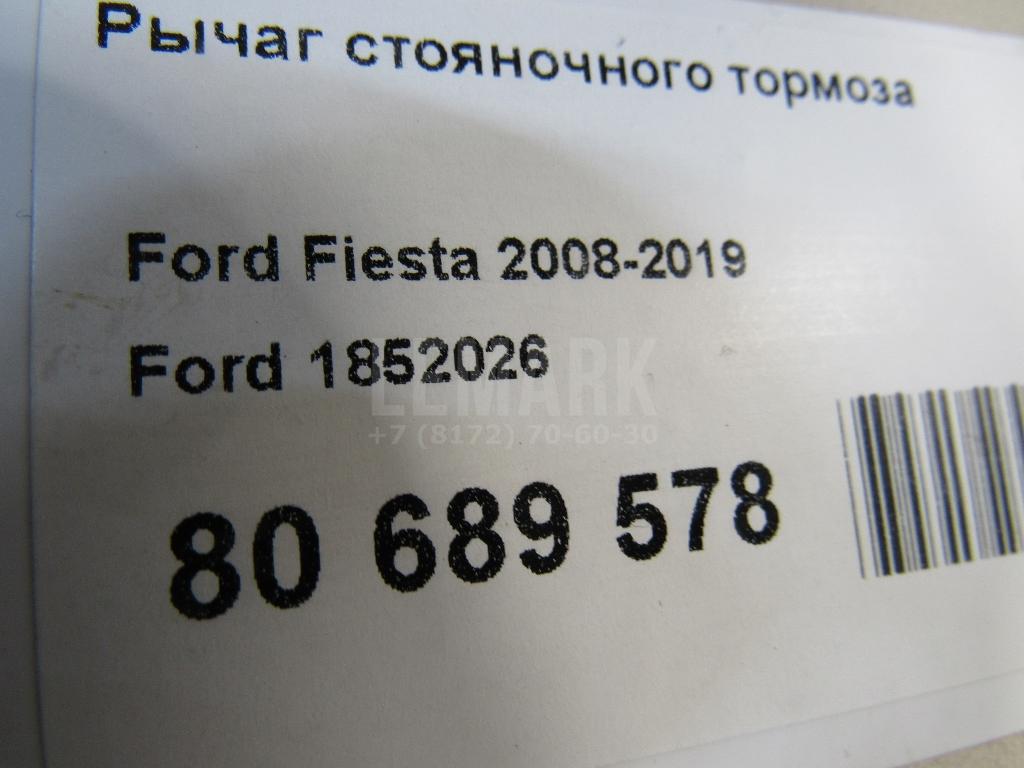 Рычаг стояночного тормоза
Ford Fiesta 2008-2019
Ford 1852026
LEMARK
+7 (8172) 70-60-30
80 689 578